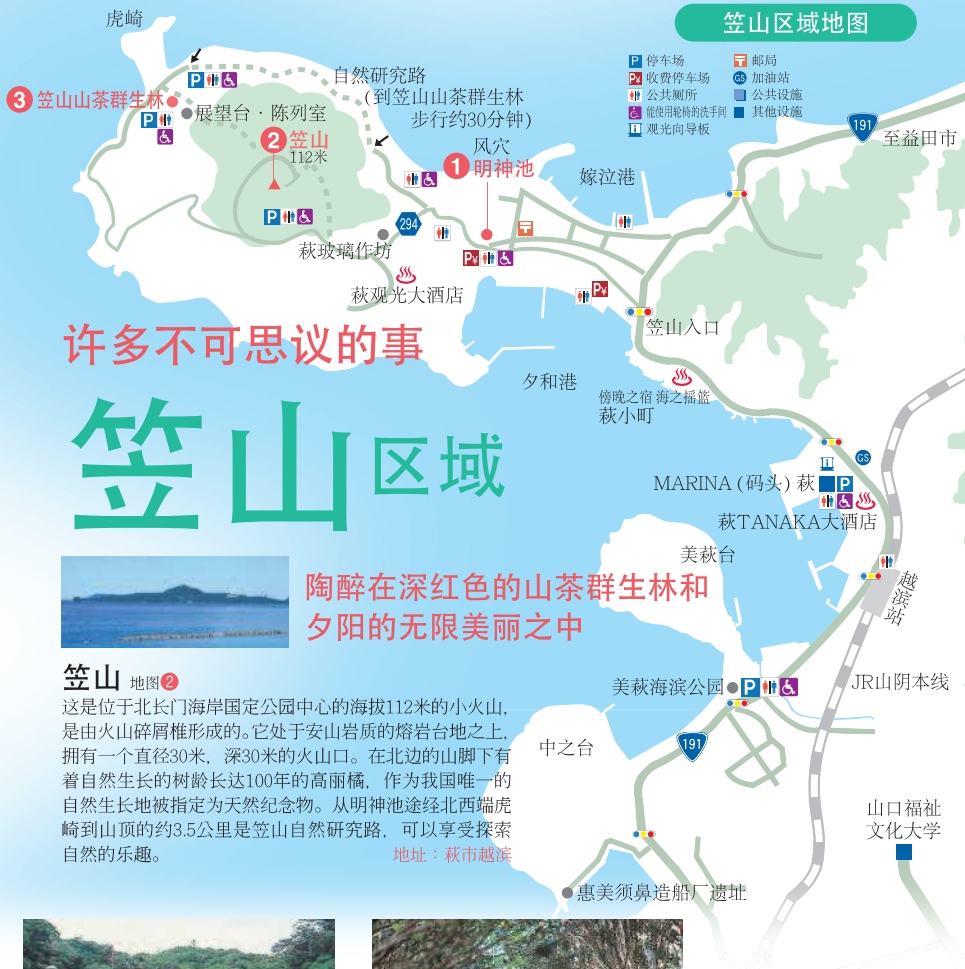 虎崎
笠山区域地图
P 停车场
P¥ 收费停车场
公共厕所
能使用轮椅的洗手间
i 观光向导板
邮局
GS 加油站
公共设施
其他设施
自然研究路
(到笠山山茶群生林
步行约30分钟)
3 笠山山茶群生林
展望台·陈列室
2 笠山
112米
风穴
1 明神池
嫁泣港
191
至益田市
294
萩玻璃作坊
萩观光大酒店
笠山入口
许多不可思议的事
笠山区域
夕和港
傍晚之宿 海之摇篮
萩小町
GS
MARINA (码头) 萩
萩TANAKA大酒店
美萩台
越滨站
陶醉在深红色的山茶群生林和
夕阳的无限美丽之中
笠山 地图2
这是位于北长门海岸国定公园中心的海拔112米的小火山,
是由火山碎屑椎形成的。它处于安山岩质的熔岩台地之上,
拥有一个直径30米, 深30米的火山口。在北边的山脚下有
着自然生长的树龄长达100年的高丽橘, 作为我国唯一的
自然生长地被指定为天然纪念物。从明神池途经北西端虎
崎到山顶的约3.5公里是笠山自然研究路, 可以享受探索
自然的乐趣。
地址:萩市越滨
美萩海滨公园 P
JR山阴本线
中之台
191
山口福祉
文化大学
惠美须鼻造船厂遗址